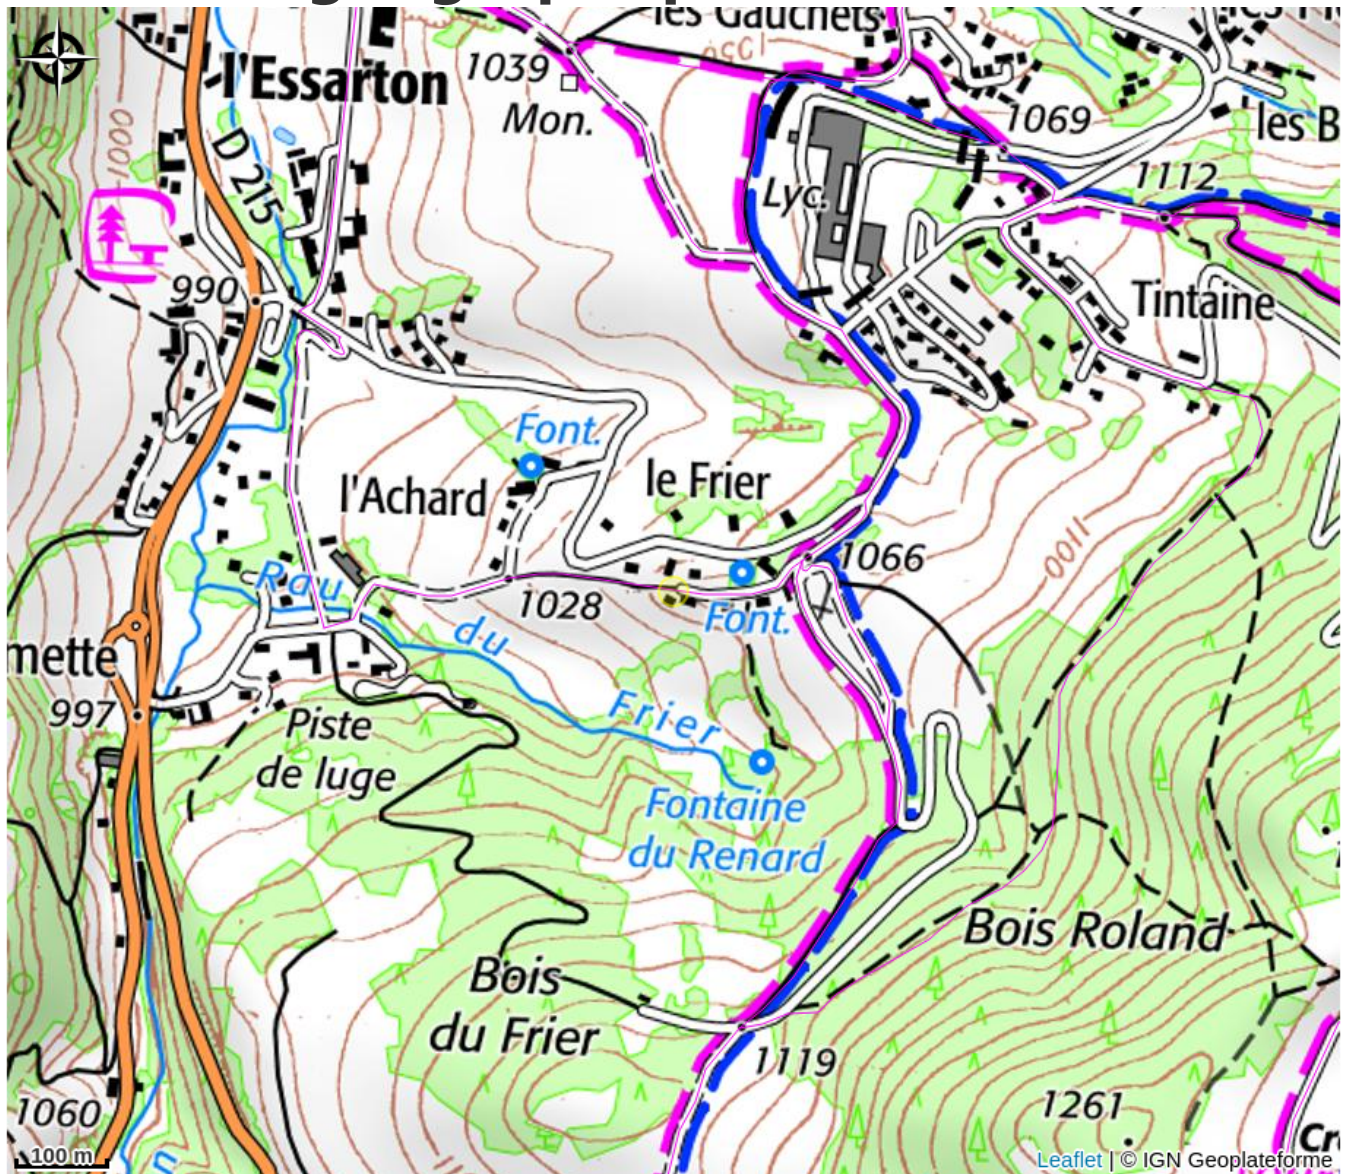 les Gauchets
l'Essarton
1039
1050
Mon.
1069
les B
1000
D 215
Lyc.
1112
990
Tintaine
Font.
l'Achard
le Frier
1066
1100
Rau
1028
Font.
du
mette
997
Frier
Piste
de luge
Fontaine
du Renard
Bois Roland
Bois
du Frier
1119
1060
1261
Cr
100 m
n
Leaflet | © IGN Geoplateforme